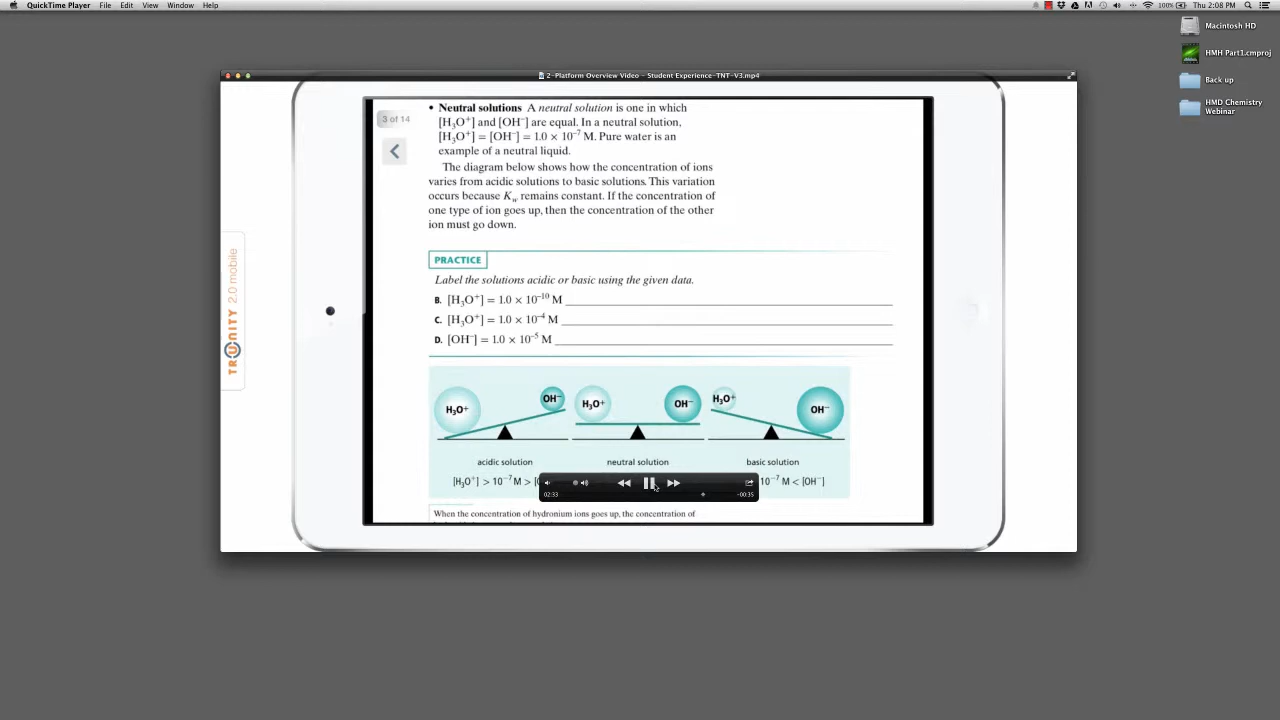 QuickTime Player File Edit View Window Help
100% Thu 2:08 PM
Macintosh HD
HMH Part1.cmproj
Back up
HMD Chemistry
Webinar
2-Platform Overview Video - Student Experience-TNT-V3.mp4
TRUNITY 2.0 mobile
3 of 14
• Neutral solutions A neutral solution is one in which
[H₃O⁺] and [OH⁻] are equal. In a neutral solution,
[H₃O⁺] = [OH⁻] = 1.0 × 10⁻⁷ M. Pure water is an
example of a neutral liquid.
The diagram below shows how the concentration of ions
varies from acidic solutions to basic solutions. This variation
occurs because Kw remains constant. If the concentration of
one type of ion goes up, then the concentration of the other
ion must go down.
PRACTICE
Label the solutions acidic or basic using the given data.
B. [H₃O⁺] = 1.0 × 10⁻¹⁰ M
C. [H₃O⁺] = 1.0 × 10⁻⁴ M
D. [OH⁻] = 1.0 × 10⁻⁵ M
H₃O⁺ OH⁻ H₃O⁺ OH⁻ H₃O⁺ OH⁻
acidic solution neutral solution basic solution
[H₃O⁺] > 10⁻⁷ M > 10⁻⁷ M < [OH⁻]
02:33 -00:35
When the concentration of hydronium ions goes up, the concentration of